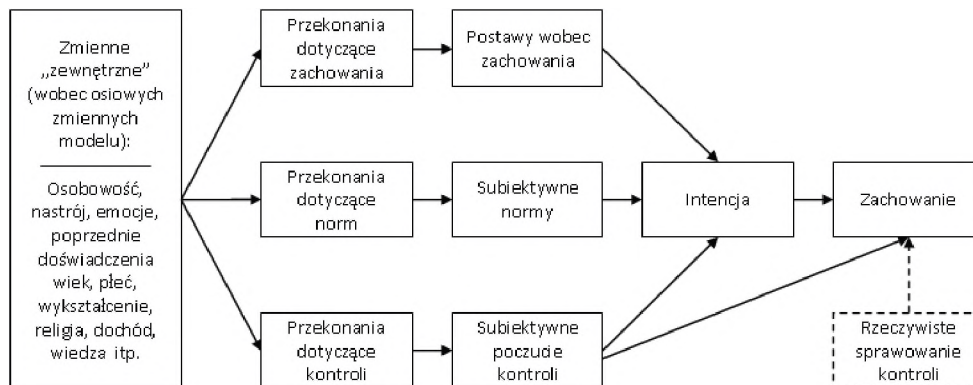 Zmienne
„zewnętrzne”
(wobec osiowych
zmiennych
modelu):
Osobowość,
nastrój, emocje,
poprzednie
doświadczenia
wiek, płeć,
wykształcenie,
religia, dochód,
wiedza itp.
Przekonania
dotyczące
zachowania
Postawy wobec
zachowania
Przekonania
dotyczące
norm
Subiektywne
normy
Intencja
Zachowanie
Przekonania
dotyczące
kontroli
Subiektywne
poczucie
kontroli
Rzeczywiste
sprawowanie
kontroli